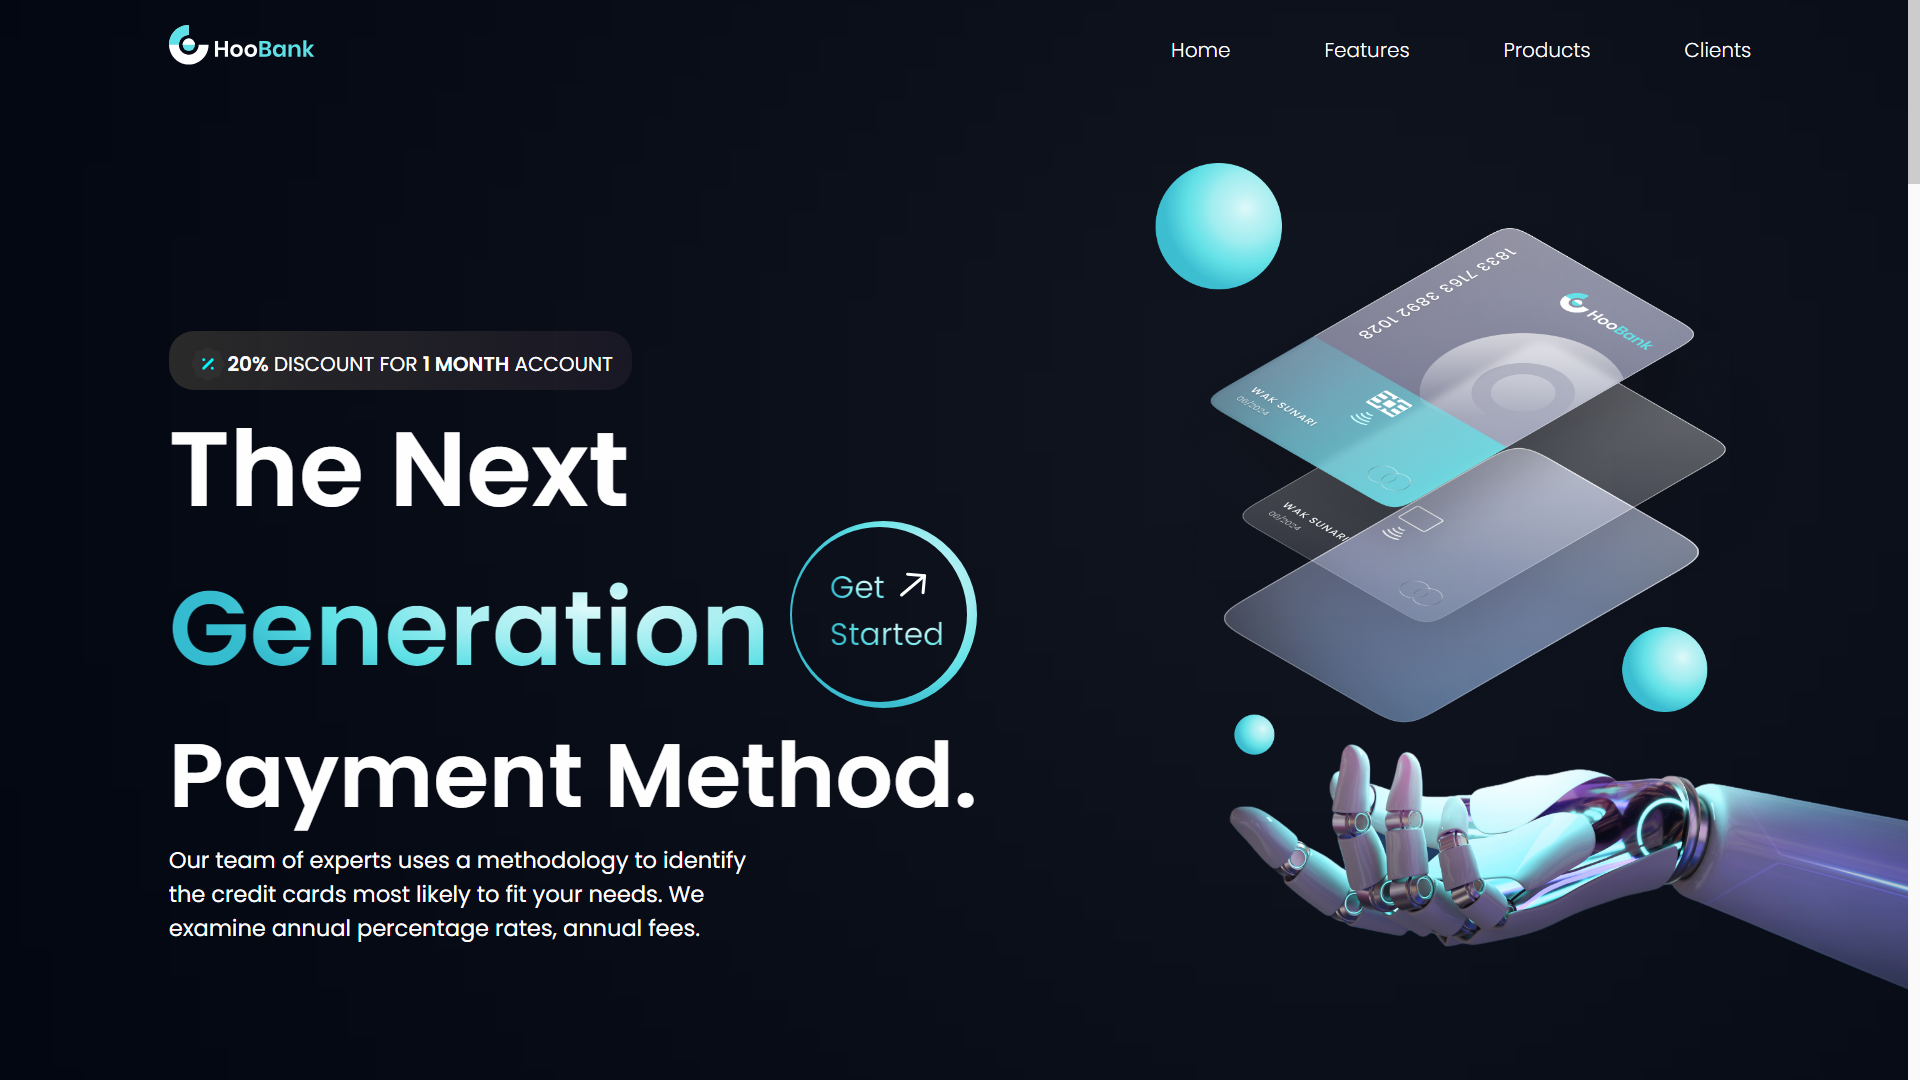 HooBank
Home Features Products Clients
20% DISCOUNT FOR 1 MONTH ACCOUNT
The Next
Generation
Get
Started
Payment Method.
Our team of experts uses a methodology to identify
the credit cards most likely to fit your needs. We
examine annual percentage rates, annual fees.
1833 7163 3892 1028
HooBank
WAK SUNARI
06/2024
WAK SUNARI
06/2024